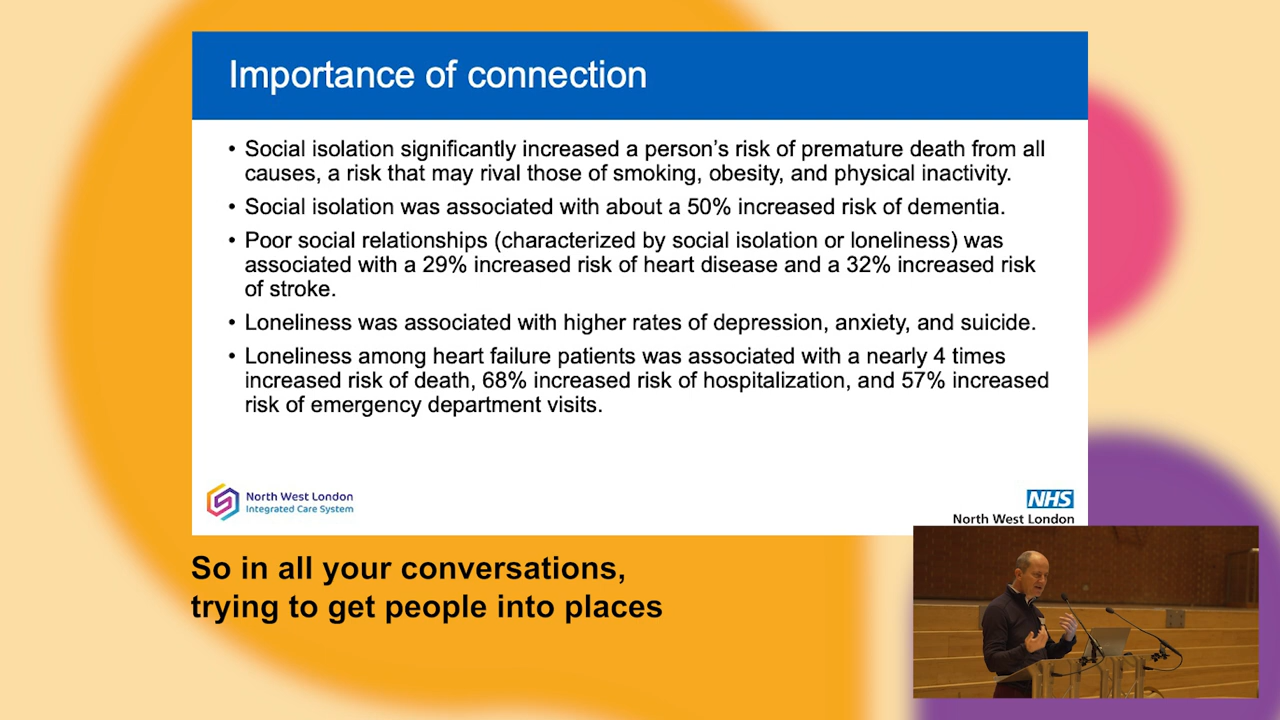 Importance of connection
• Social isolation significantly increased a person’s risk of premature death from all
causes, a risk that may rival those of smoking, obesity, and physical inactivity.
• Social isolation was associated with about a 50% increased risk of dementia.
• Poor social relationships (characterized by social isolation or loneliness) was
associated with a 29% increased risk of heart disease and a 32% increased risk
of stroke.
• Loneliness was associated with higher rates of depression, anxiety, and suicide.
• Loneliness among heart failure patients was associated with a nearly 4 times
increased risk of death, 68% increased risk of hospitalization, and 57% increased
risk of emergency department visits.
North West London
Integrated Care System
NHS
North West London
So in all your conversations,
trying to get people into places